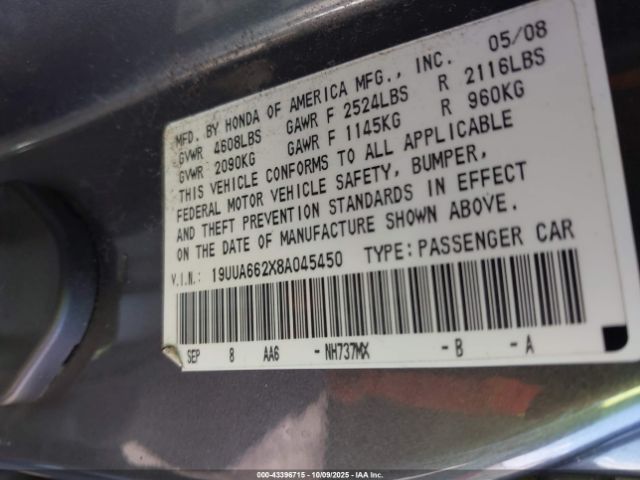 05/08
MFD. BY HONDA OF AMERICA MFG., INC.
GVWR 4608LBS GAWR F 2524LBS R 2116LBS
GVWR 2090KG GAWR F 1145KG R 960KG
THIS VEHICLE CONFORMS TO ALL APPLICABLE
FEDERAL MOTOR VEHICLE SAFETY, BUMPER,
AND THEFT PREVENTION STANDARDS IN EFFECT
ON THE DATE OF MANUFACTURE SHOWN ABOVE.
V.I.N.: 19UUA662X8A045450 TYPE: PASSENGER CAR
SEP 8 AA6 -NH737MX -B -A
000-43396715 | 10/09/2025 | IAA Inc.